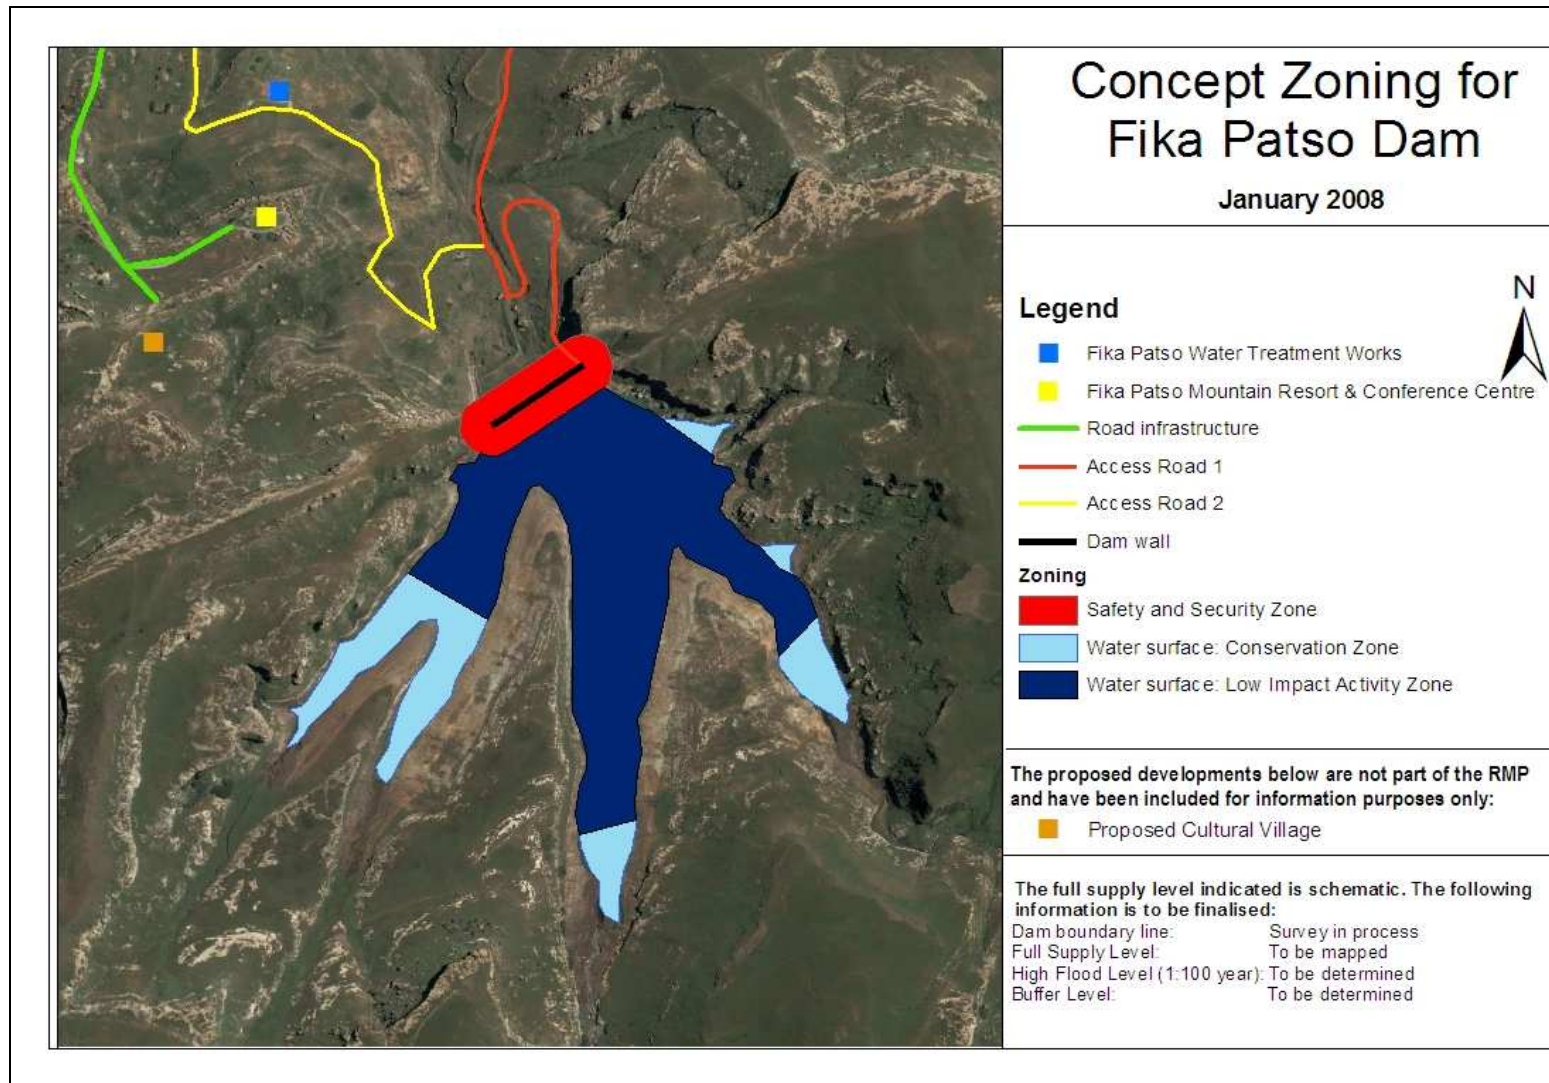 Concept Zoning for
Fika Patso Dam
January 2008
N
Legend
Fika Patso Water Treatment Works
Fika Patso Mountain Resort & Conference Centre
Road infrastructure
Access Road 1
Access Road 2
Dam wall
Zoning
Safety and Security Zone
Water surface: Conservation Zone
Water surface: Low Impact Activity Zone
The proposed developments below are not part of the RMP
and have been included for information purposes only:
Proposed Cultural Village
The full supply level indicated is schematic. The following
information is to be finalised:
Dam boundary line: Survey in process
Full Supply Level: To be mapped
High Flood Level (1:100 year): To be determined
Buffer Level: To be determined